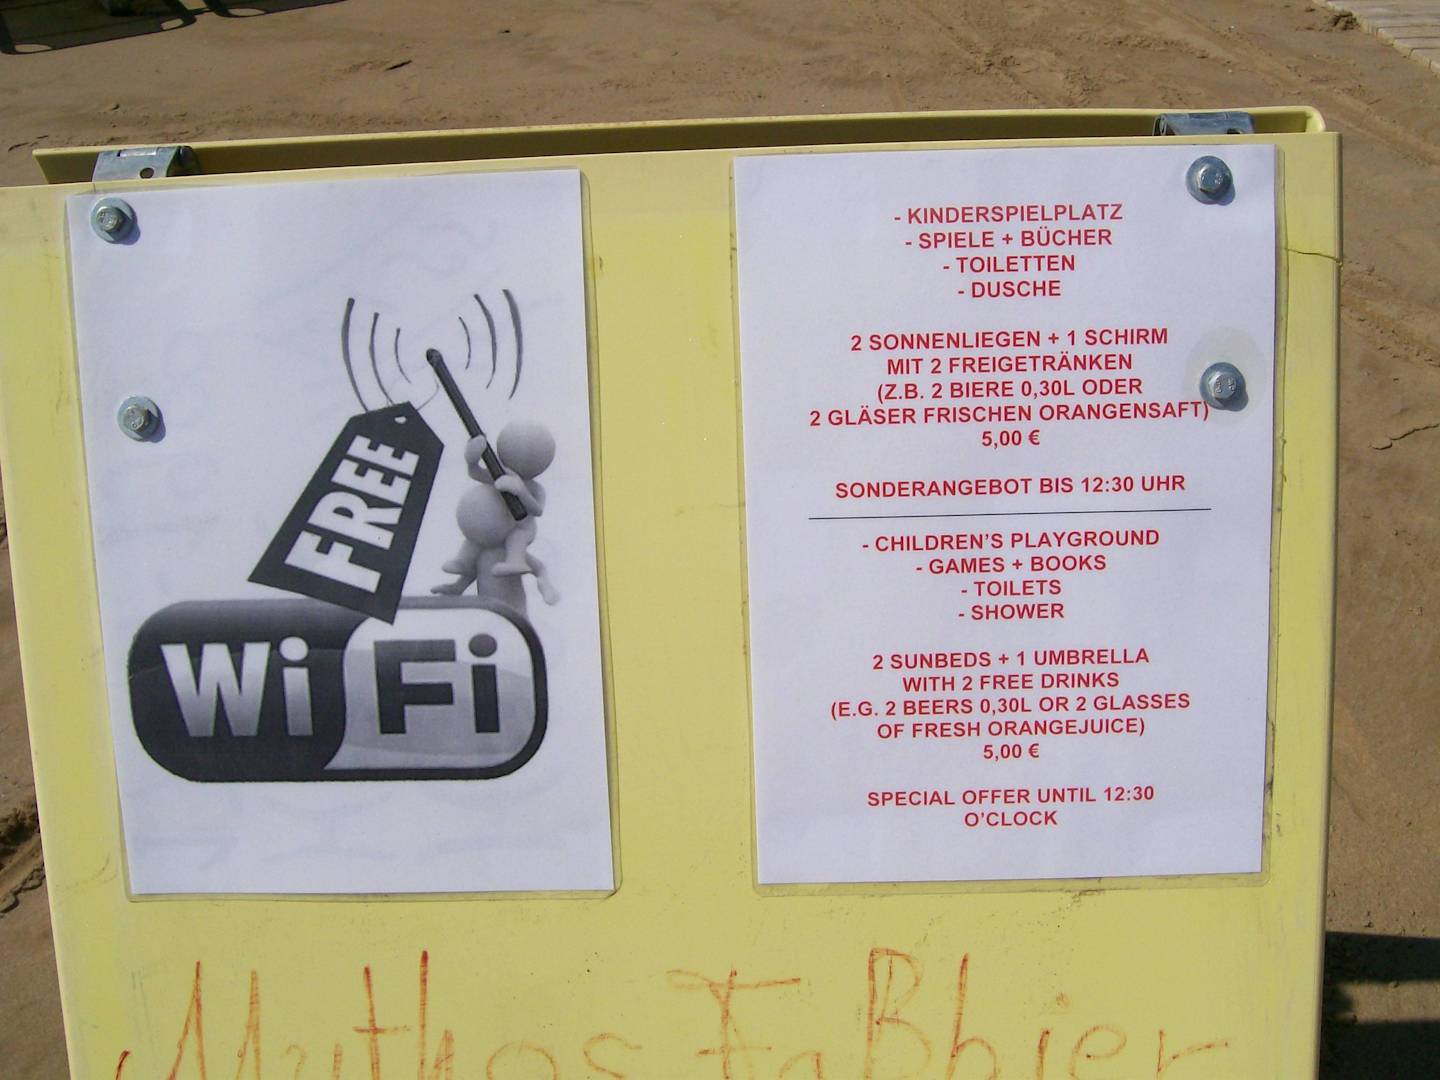 FREE
WiFi
- KINDERSPIELPLATZ
- SPIELE + BÜCHER
- TOILETTEN
- DUSCHE
2 SONNENLIEGEN + 1 SCHIRM
MIT 2 FREIGETRÄNKEN
(Z.B. 2 BIERE 0,30L ODER
2 GLÄSER FRISCHEN ORANGENSAFT)
5,00 €
SONDERANGEBOT BIS 12:30 UHR
- CHILDREN'S PLAYGROUND
- GAMES + BOOKS
- TOILETS
- SHOWER
2 SUNBEDS + 1 UMBRELLA
WITH 2 FREE DRINKS
(E.G. 2 BEERS 0,30L OR 2 GLASSES
OF FRESH ORANGEJUICE)
5,00 €
SPECIAL OFFER UNTIL 12:30
O'CLOCK
Mythos Faßbier